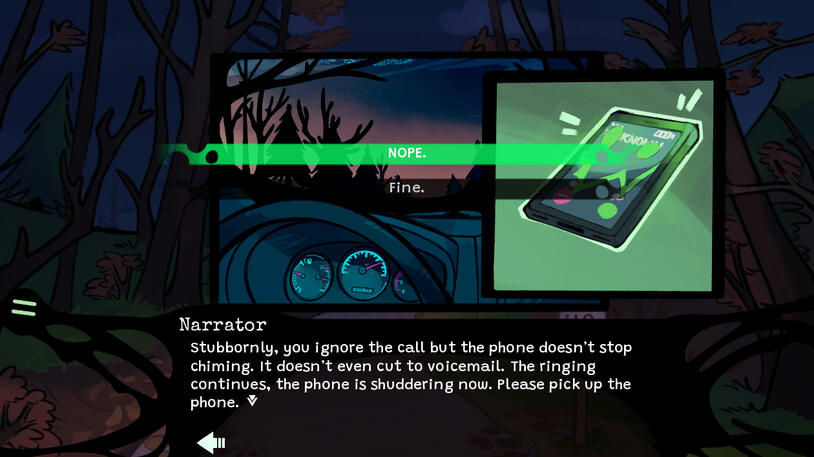 NOPE.
Fine.
Narrator
Stubbornly, you ignore the call but the phone doesn't stop
chiming. It doesn't even cut to voicemail. The ringing
continues, the phone is shuddering now. Please pick up the
phone.